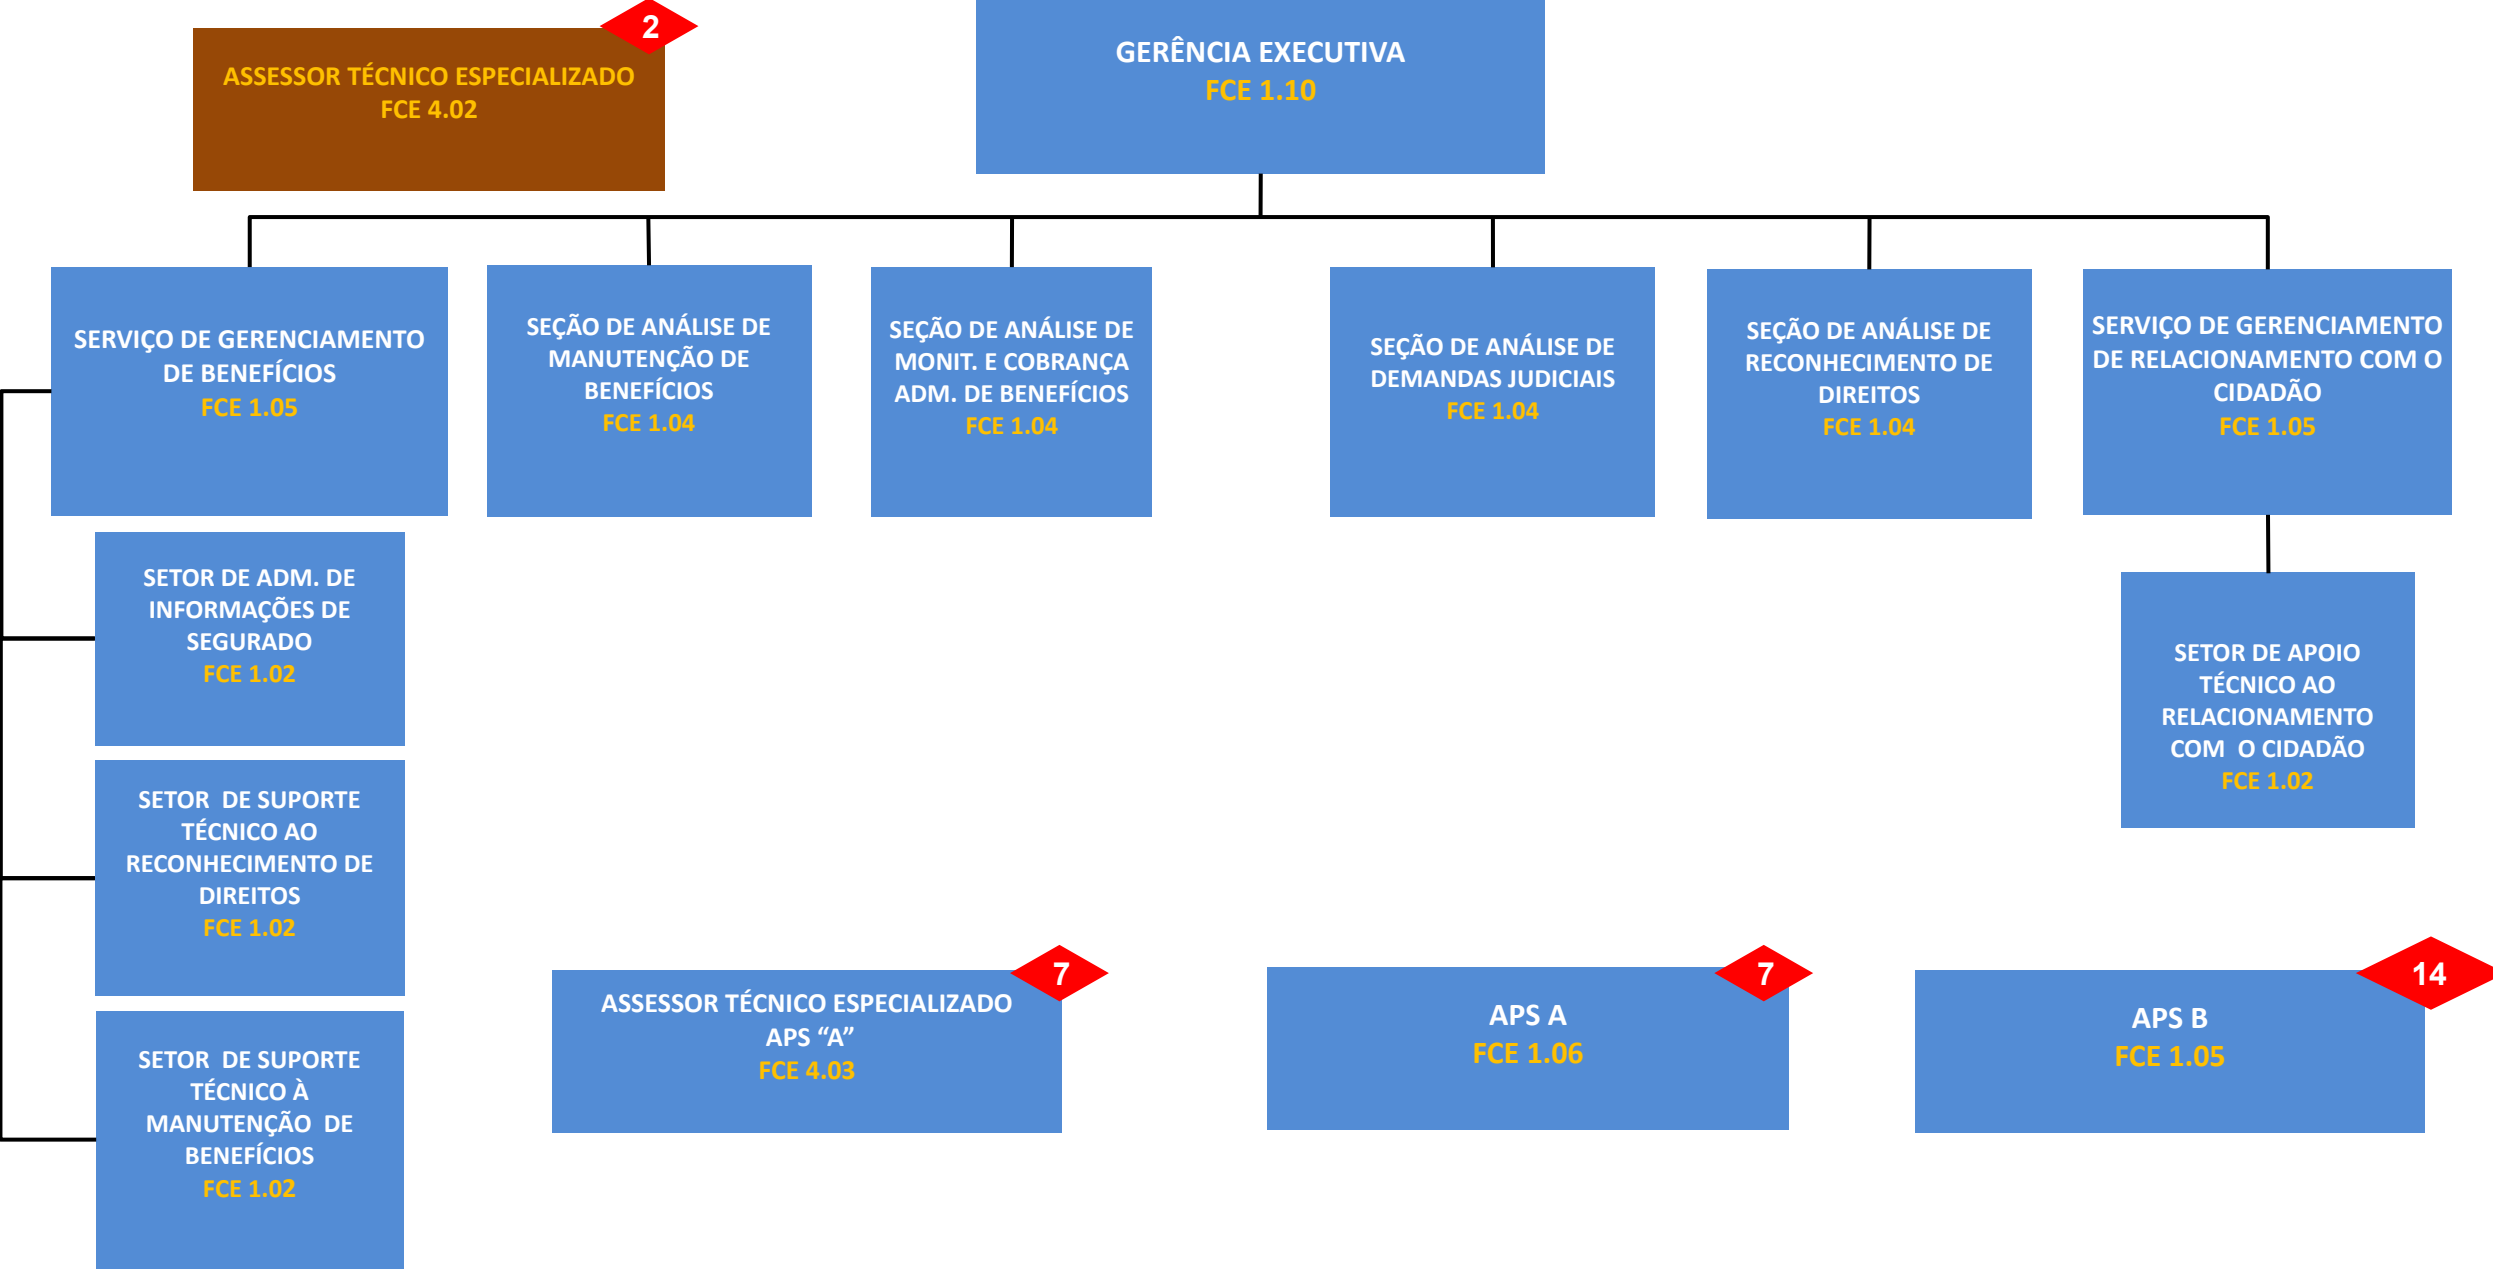 2
ASSESSOR TÉCNICO ESPECIALIZADO
FCE 4.02
GERÊNCIA EXECUTIVA
FCE 1.10
SERVIÇO DE GERENCIAMENTO
DE BENEFÍCIOS
FCE 1.05
SEÇÃO DE ANÁLISE DE
MANUTENÇÃO DE
BENEFÍCIOS
FCE 1.04
SEÇÃO DE ANÁLISE DE
MONIT. E COBRANÇA
ADM. DE BENEFÍCIOS
FCE 1.04
SEÇÃO DE ANÁLISE DE
DEMANDAS JUDICIAIS
FCE 1.04
SEÇÃO DE ANÁLISE DE
RECONHECIMENTO DE
DIREITOS
FCE 1.04
SERVIÇO DE GERENCIAMENTO
DE RELACIONAMENTO COM O
CIDADÃO
FCE 1.05
SETOR DE ADM. DE
INFORMAÇÕES DE
SEGURADO
FCE 1.02
SETOR DE APOIO
TÉCNICO AO
RELACIONAMENTO
COM  O CIDADÃO
FCE 1.02
SETOR  DE SUPORTE
TÉCNICO AO
RECONHECIMENTO DE
DIREITOS
FCE 1.02
SETOR  DE SUPORTE
TÉCNICO À
MANUTENÇÃO  DE
BENEFÍCIOS
FCE 1.02
7
ASSESSOR TÉCNICO ESPECIALIZADO
APS “A”
FCE 4.03
7
APS A
FCE 1.06
14
APS B
FCE 1.05